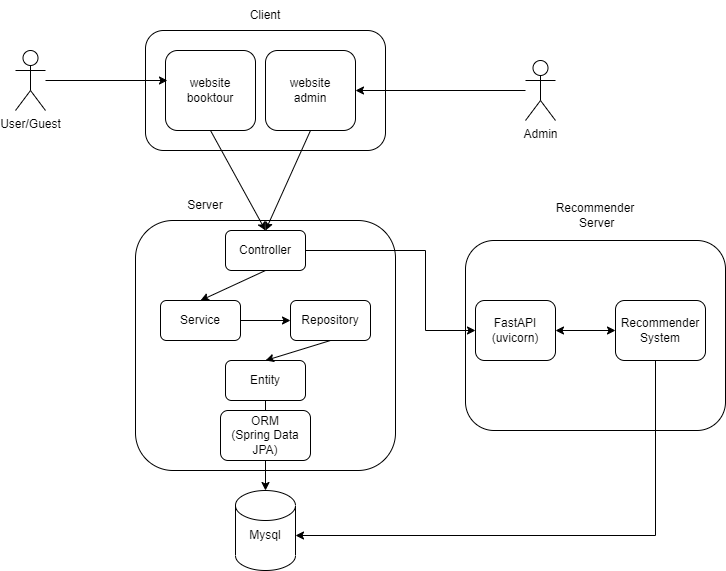 Client
website
booktour
website
admin
User/Guest
Admin
Server
Recommender
Server
Controller
Service
Repository
FastAPI
(uvicorn)
Recommender
System
Entity
ORM
(Spring Data
JPA)
Mysql